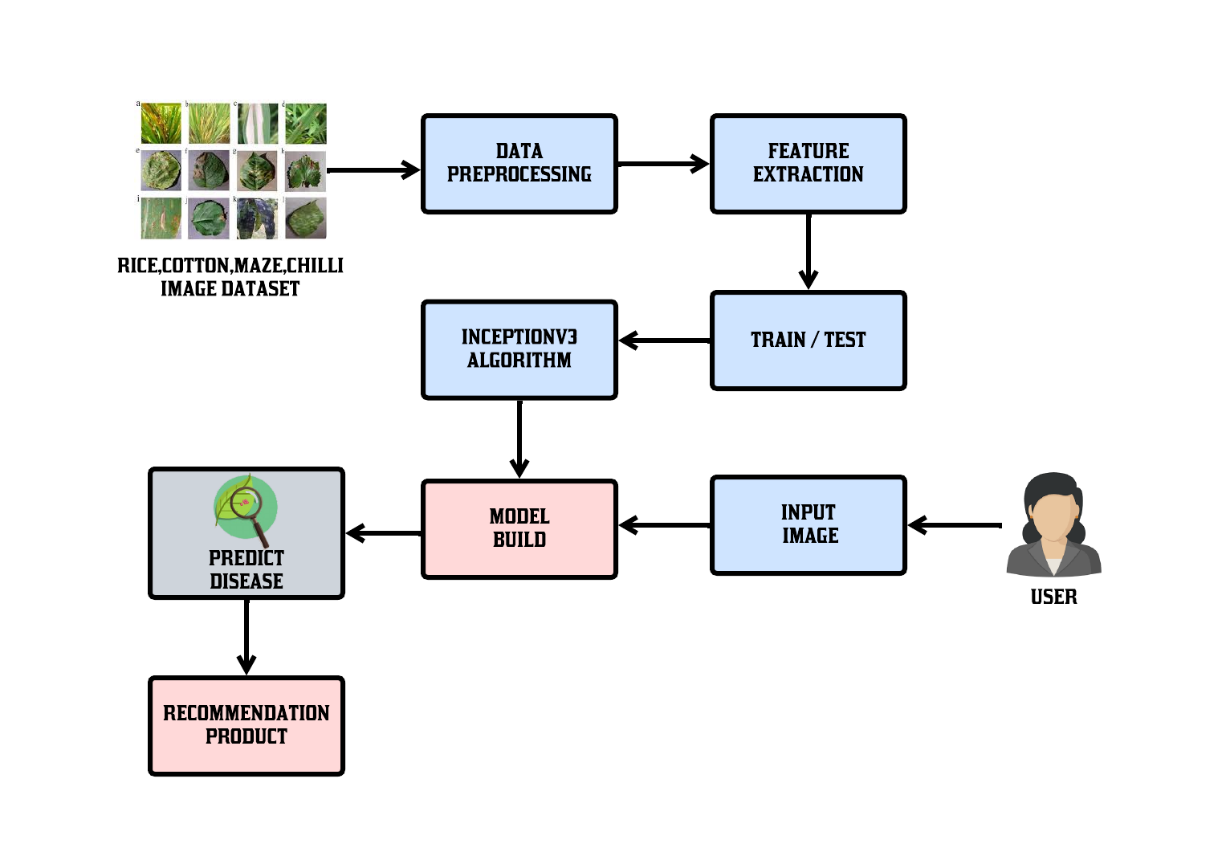 a b c d
e f g k
i j k l
RICE,COTTON,MAZE,CHILLI
IMAGE DATASET
DATA
PREPROCESSING
FEATURE
EXTRACTION
INCEPTIONV3
ALGORITHM
TRAIN / TEST
PREDICT
DISEASE
MODEL
BUILD
INPUT
IMAGE
USER
RECOMMENDATION
PRODUCT